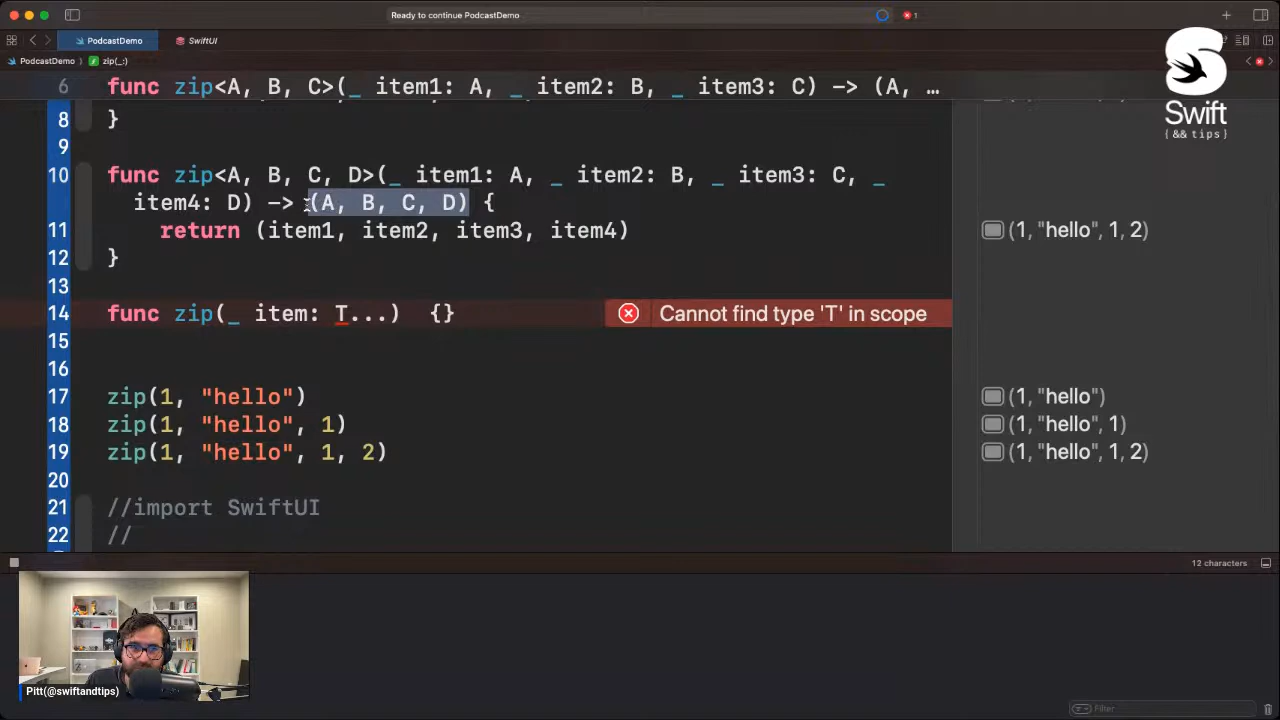 Ready to continue PodcastDemo
1
PodcastDemo
SwiftUI
PodcastDemo
zip(_:)
6 func zip<A, B, C>(_ item1: A, _ item2: B, _ item3: C) -> (A, …
8 }
9
10 func zip<A, B, C, D>(_ item1: A, _ item2: B, _ item3: C, _
item4: D) -> (A, B, C, D) {
11 return (item1, item2, item3, item4)
(1, "hello", 1, 2)
12 }
13
14 func zip(_ item: T...) {}
Cannot find type 'T' in scope
15
16
17 zip(1, "hello")
(1, "hello")
18 zip(1, "hello", 1)
(1, "hello", 1)
19 zip(1, "hello", 1, 2)
(1, "hello", 1, 2)
20
21 //import SwiftUI
22 //
Swift
{ && tips }
12 characters
Pitt(@swiftandtips)
Filter